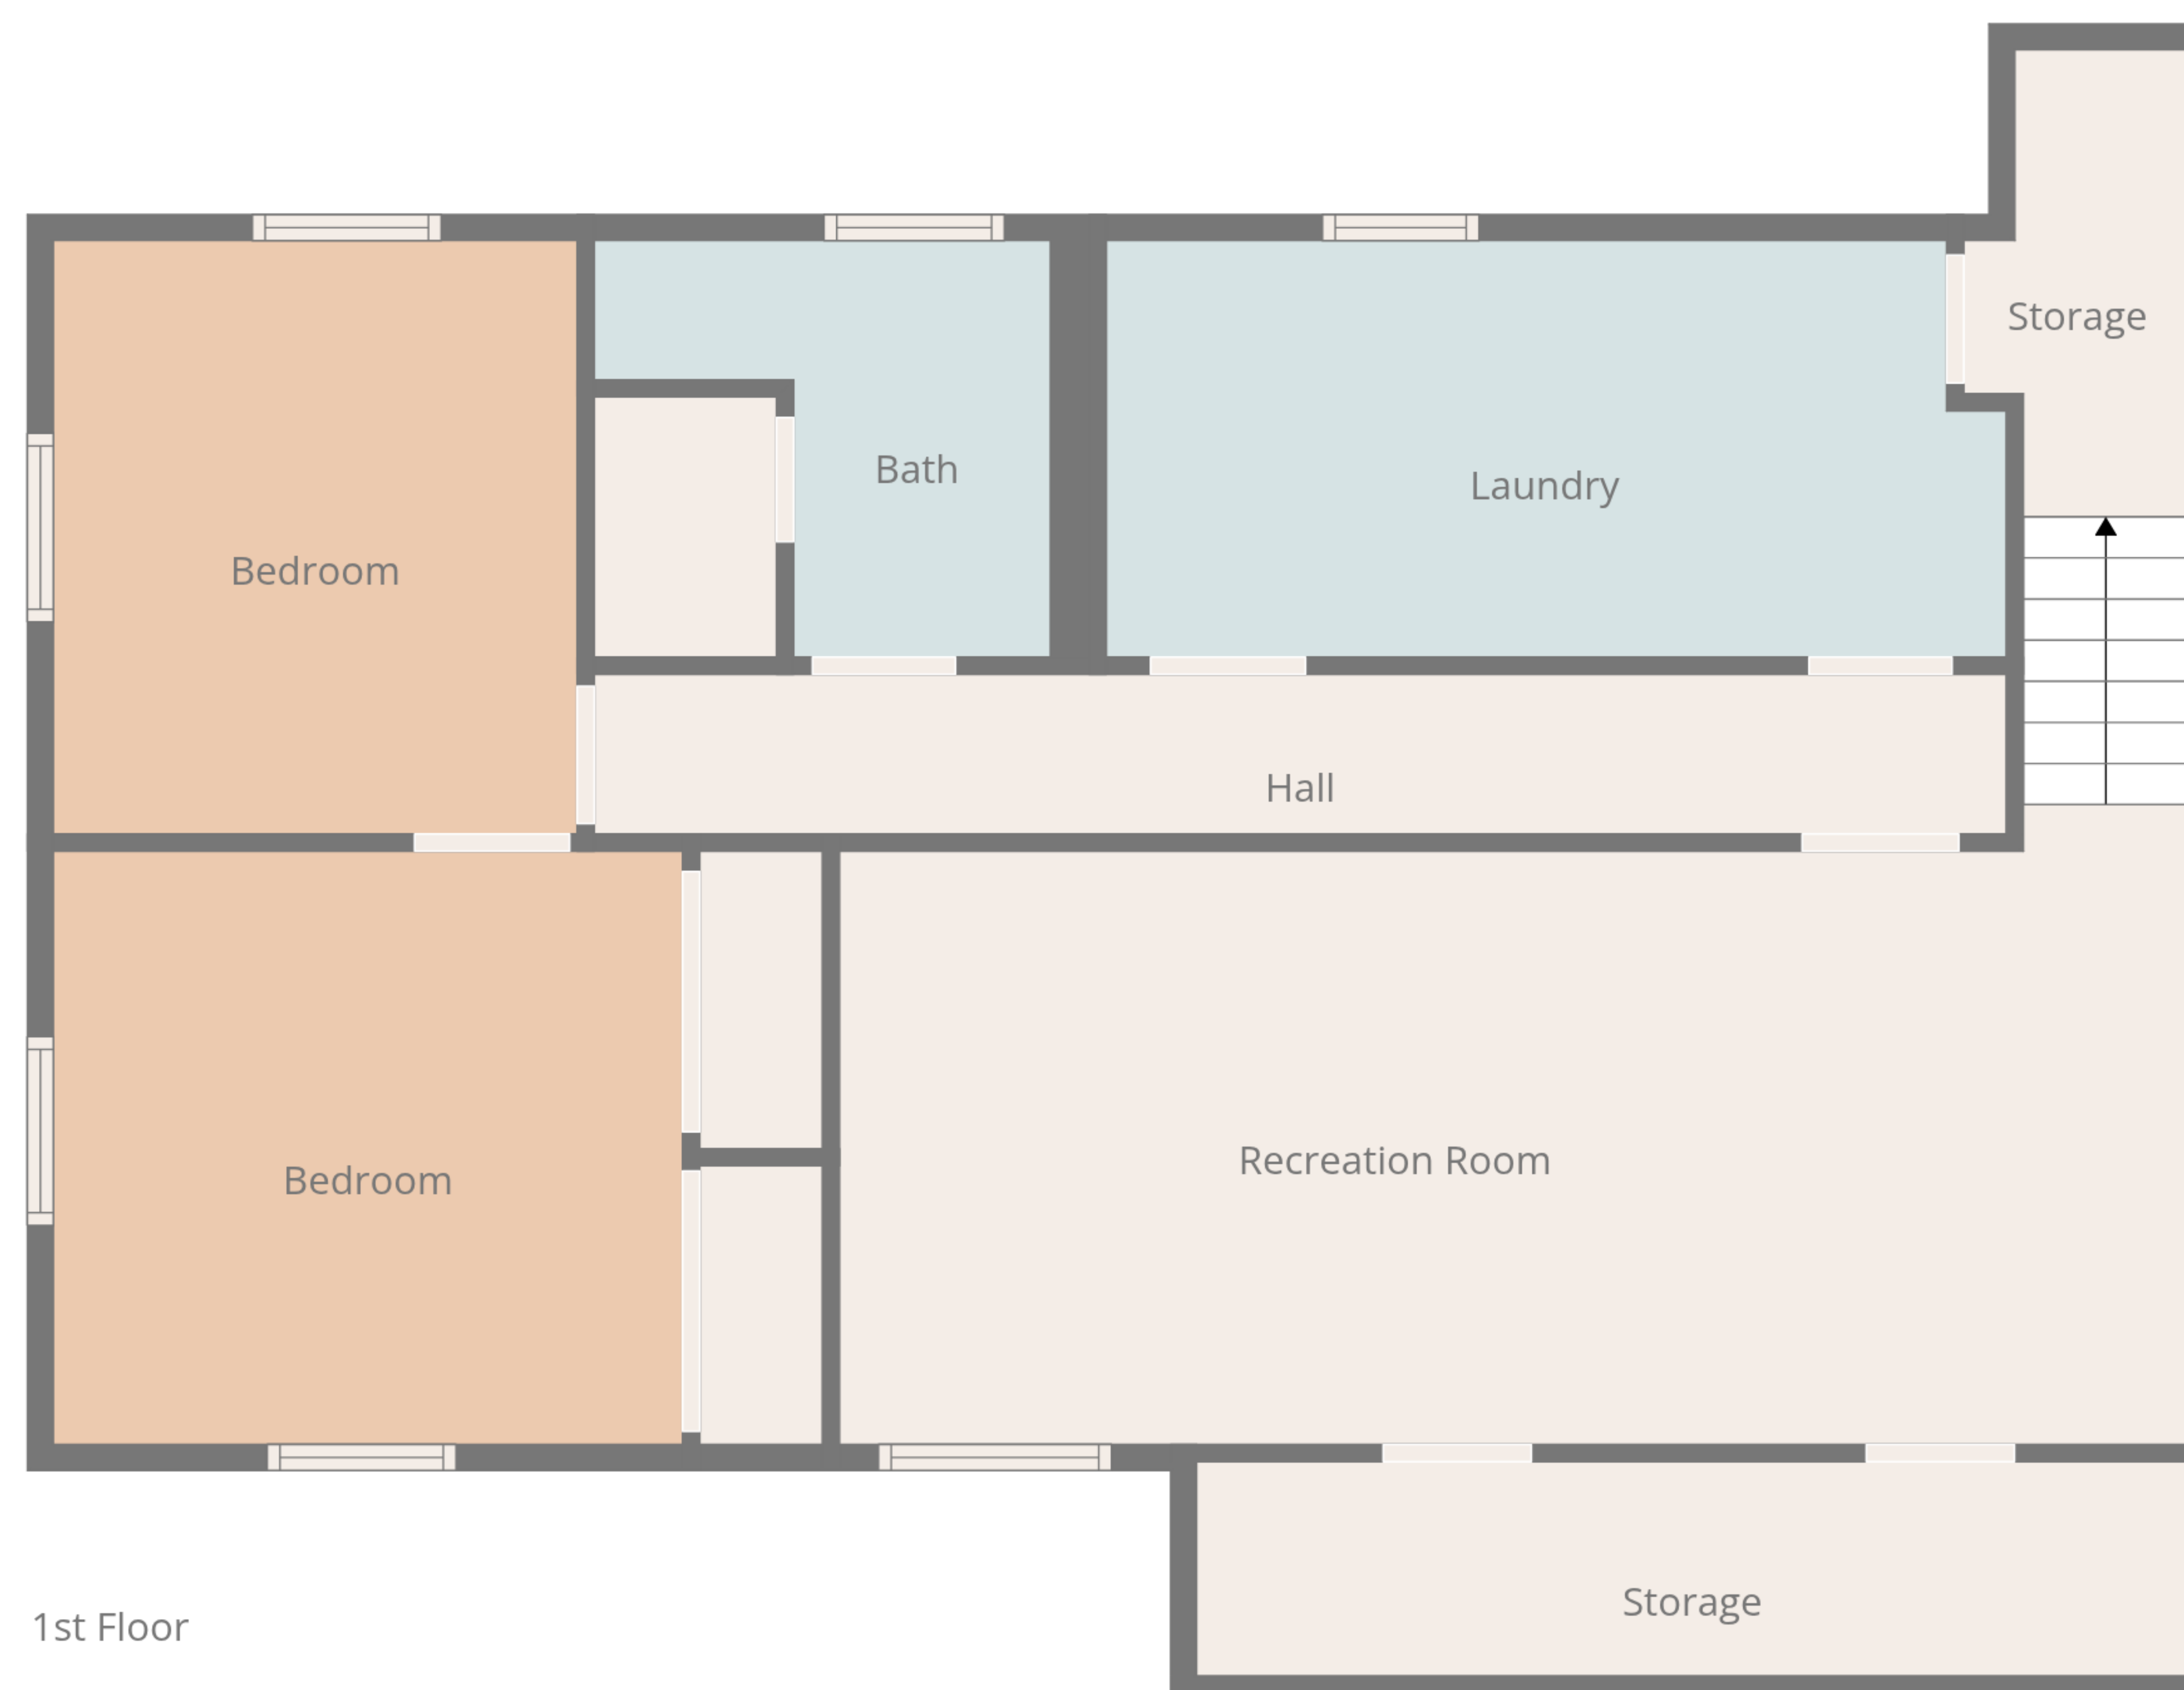 Storage
Bath
Laundry
Bedroom
Hall
Recreation Room
Bedroom
Storage
1st Floor